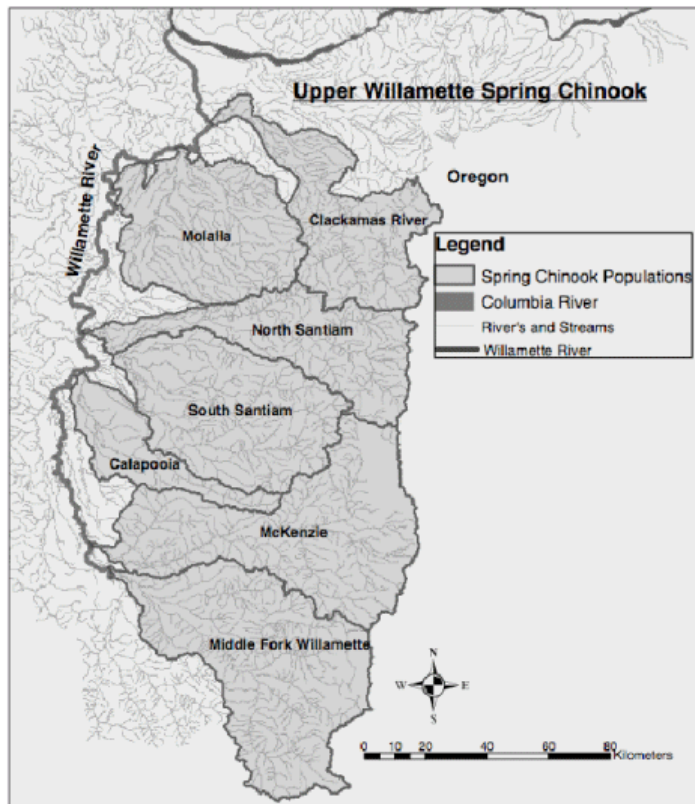 Upper Willamette Spring Chinook
Oregon
Willamette River
Clackamas River
Molalla
Legend
Spring Chinook Populations
Columbia River
River's and Streams
Willamette River
North Santiam
South Santiam
Calapooia
McKenzie
Middle Fork Willamette
N
W E
S
0 5 10 20 40 60 80
Kilometers